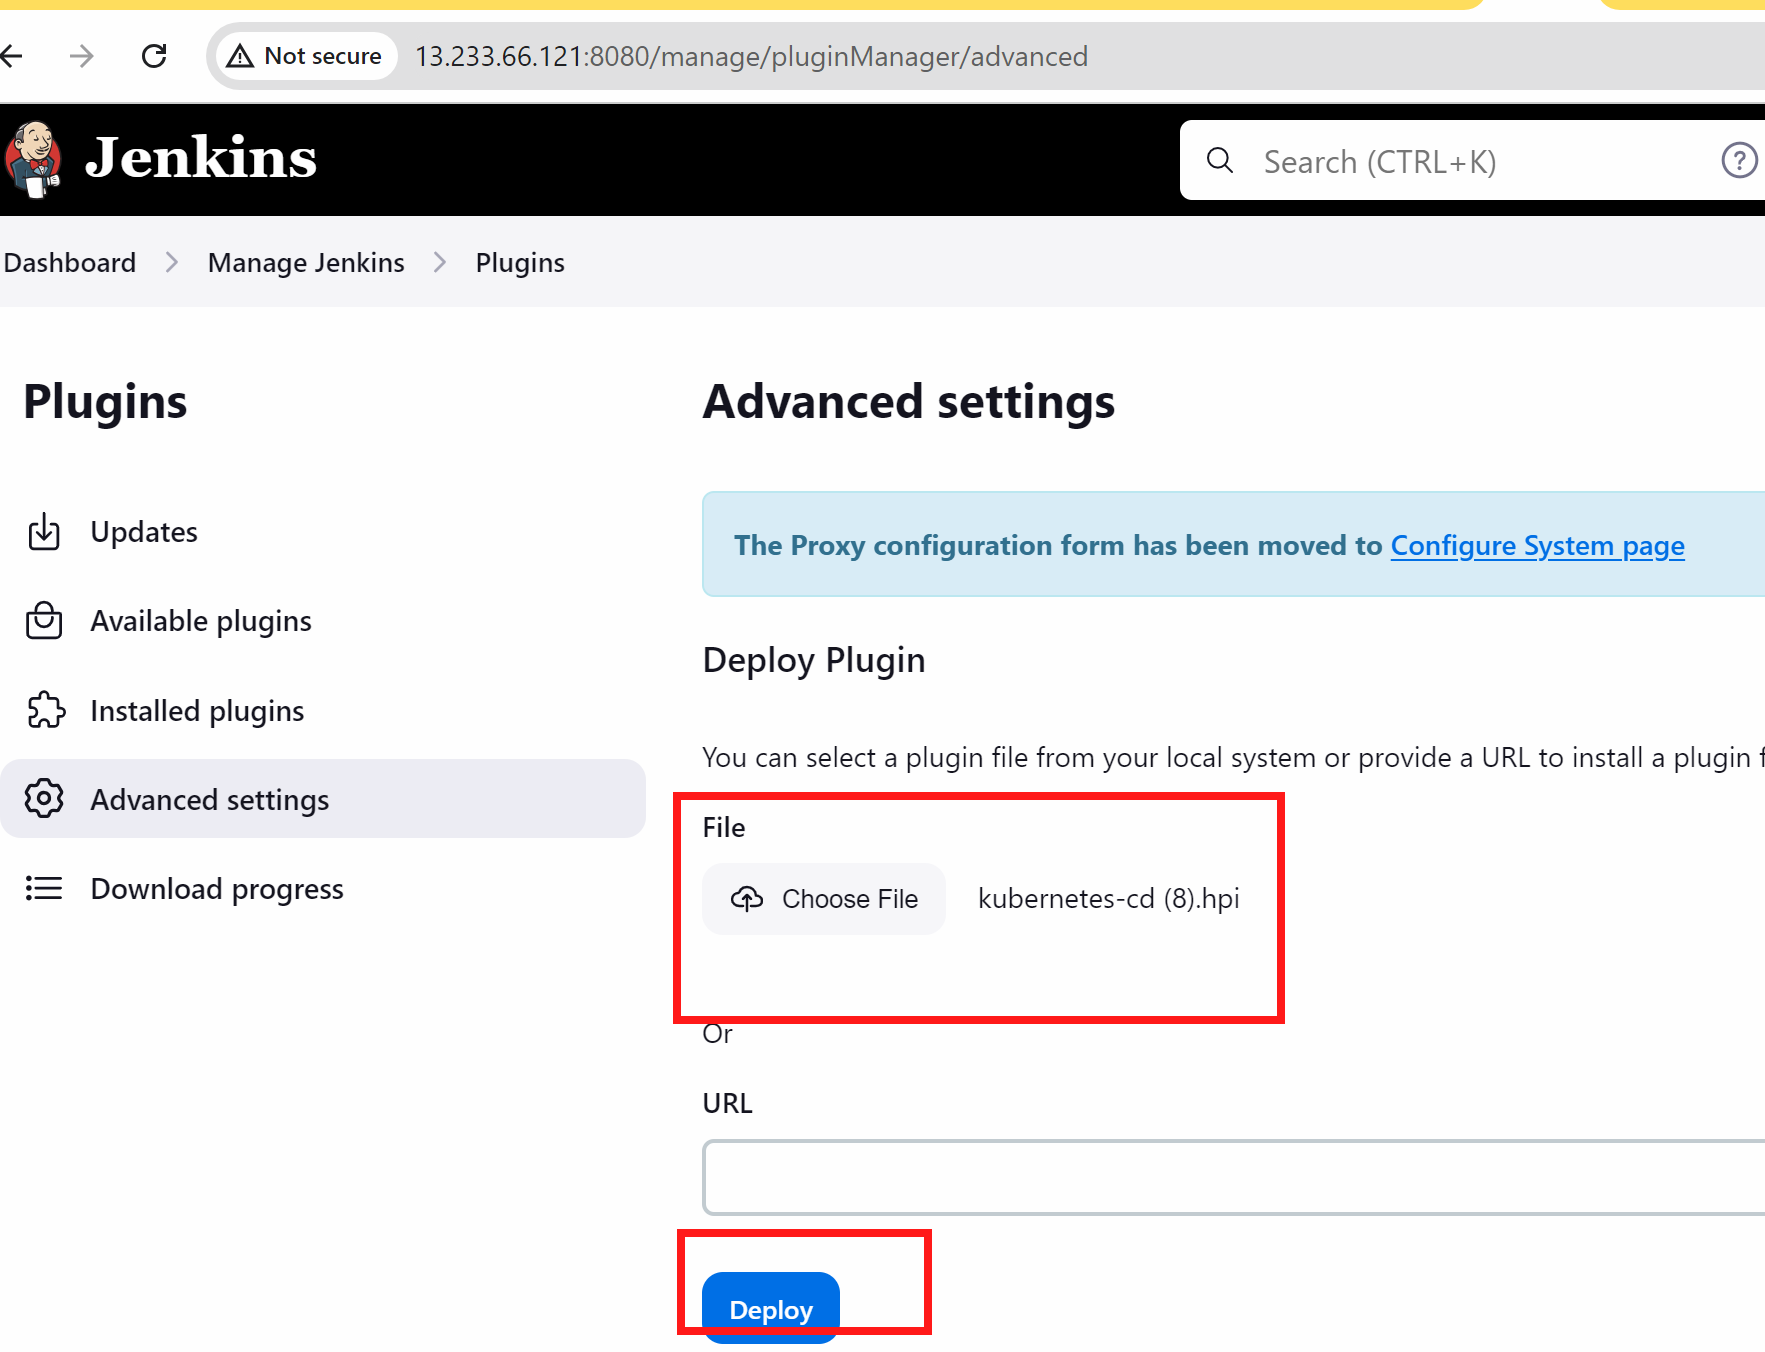 Not secure 13.233.66.121:8080/manage/pluginManager/advanced
Jenkins
Search (CTRL+K)
Dashboard Manage Jenkins Plugins
Plugins
Updates
Available plugins
Installed plugins
Advanced settings
Download progress
Advanced settings
The Proxy configuration form has been moved to Configure System page
Deploy Plugin
You can select a plugin file from your local system or provide a URL to install a plugin f
File
Choose File kubernetes-cd (8).hpi
Or
URL
Deploy